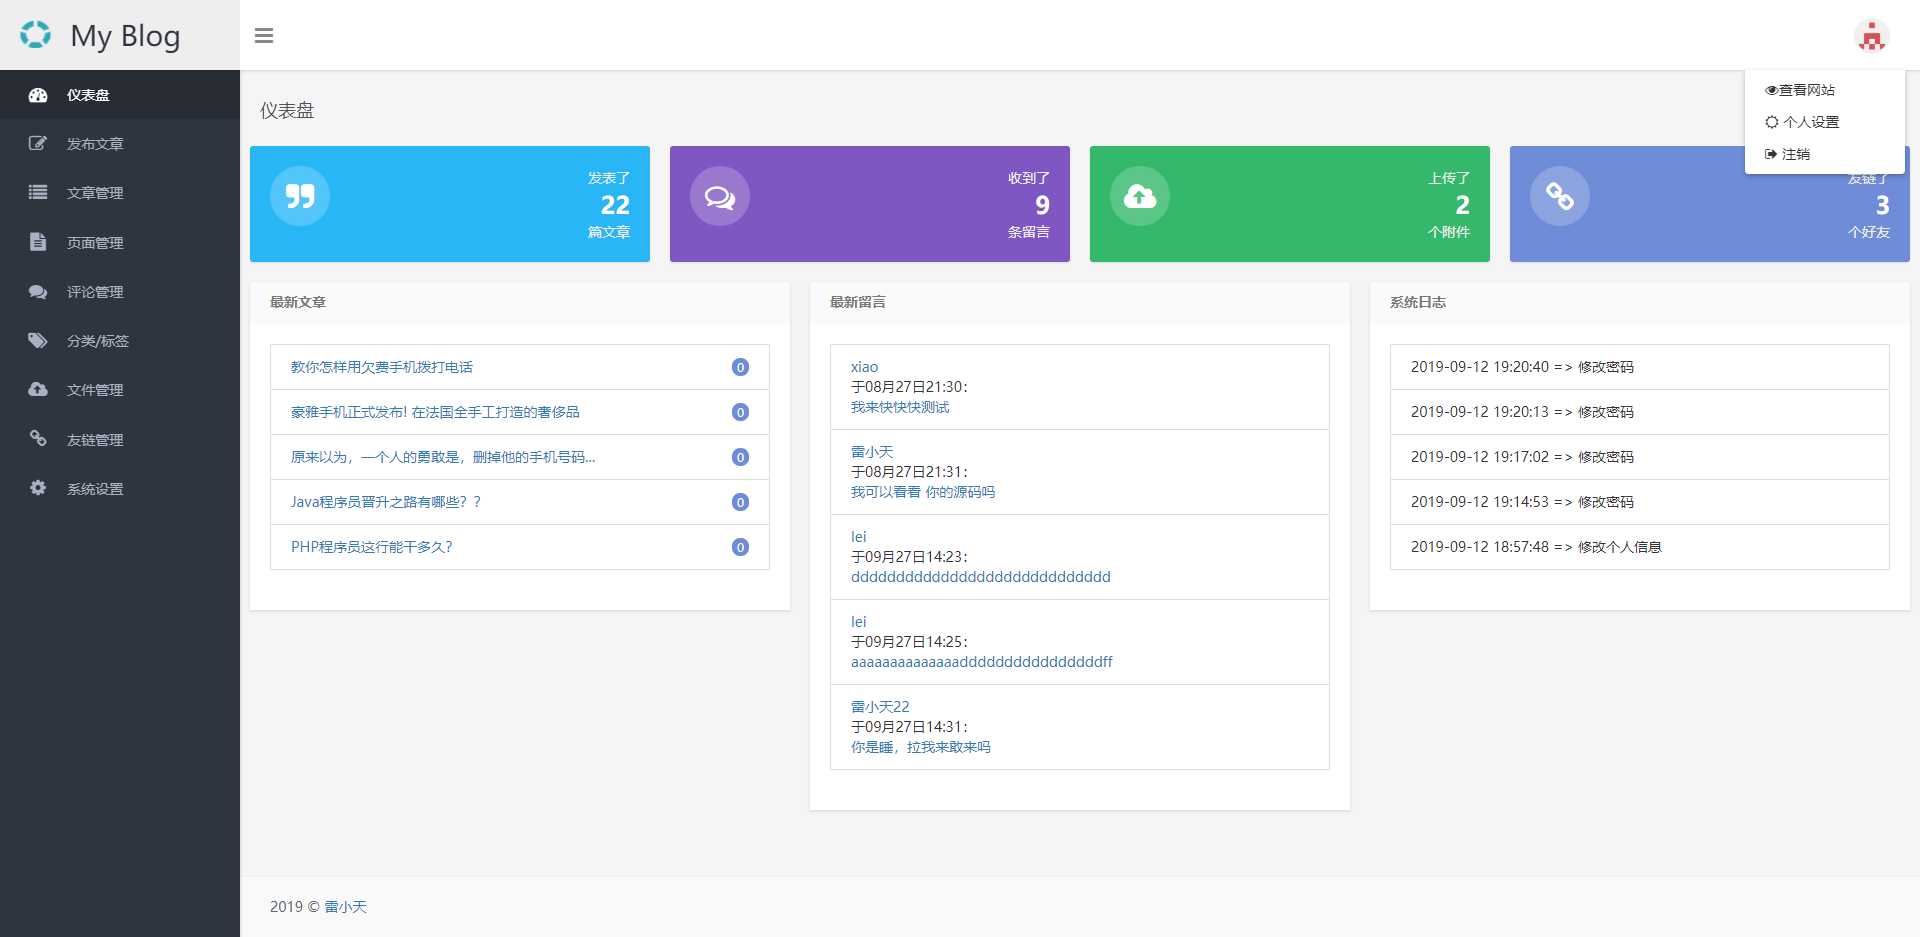 My Blog
仪表盘
发布文章
文章管理
页面管理
评论管理
分类/标签
文件管理
友链管理
系统设置
查看网站
个人设置
注销
仪表盘
发表了
22
篇文章
收到了
9
条留言
上传了
2
个附件
友链了
3
个好友
最新文章
教你怎样用欠费手机拨打电话 0
豪雅手机正式发布! 在法国全手工打造的奢侈品 0
原来以为，一个人的勇敢是，删掉他的手机号码... 0
Java程序员晋升之路有哪些？？ 0
PHP程序员这行能干多久？ 0
最新留言
xiao
于08月27日21:30：
我来快快快测试
雷小天
于08月27日21:31：
我可以看看 你的源码吗
lei
于09月27日14:23：
ddddddddddddddddddddddddddddd
lei
于09月27日14:25：
aaaaaaaaaaaaaadddddddddddddddff
雷小天22
于09月27日14:31：
你是睡，拉我来敢来吗
系统日志
2019-09-12 19:20:40 => 修改密码
2019-09-12 19:20:13 => 修改密码
2019-09-12 19:17:02 => 修改密码
2019-09-12 19:14:53 => 修改密码
2019-09-12 18:57:48 => 修改个人信息
2019 © 雷小天